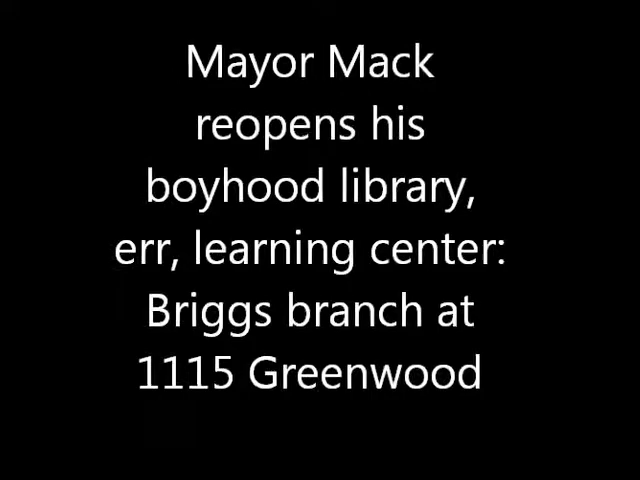 Mayor Mack
reopens his
boyhood library,
err, learning center:
Briggs branch at
1115 Greenwood